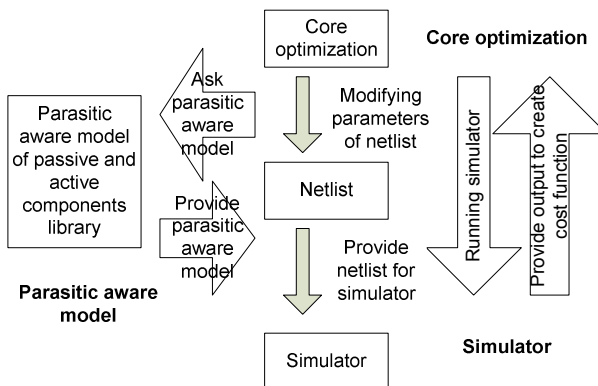 Core
optimization
Core optimization
Ask
parasitic
aware
model
Modifying
parameters
of netlist
Parasitic
aware model
of passive and
active
components
library
Running simulator
Provide output to create
cost function
Netlist
Provide
parasitic
aware
model
Provide
netlist for
simulator
Parasitic aware
model
Simulator
Simulator